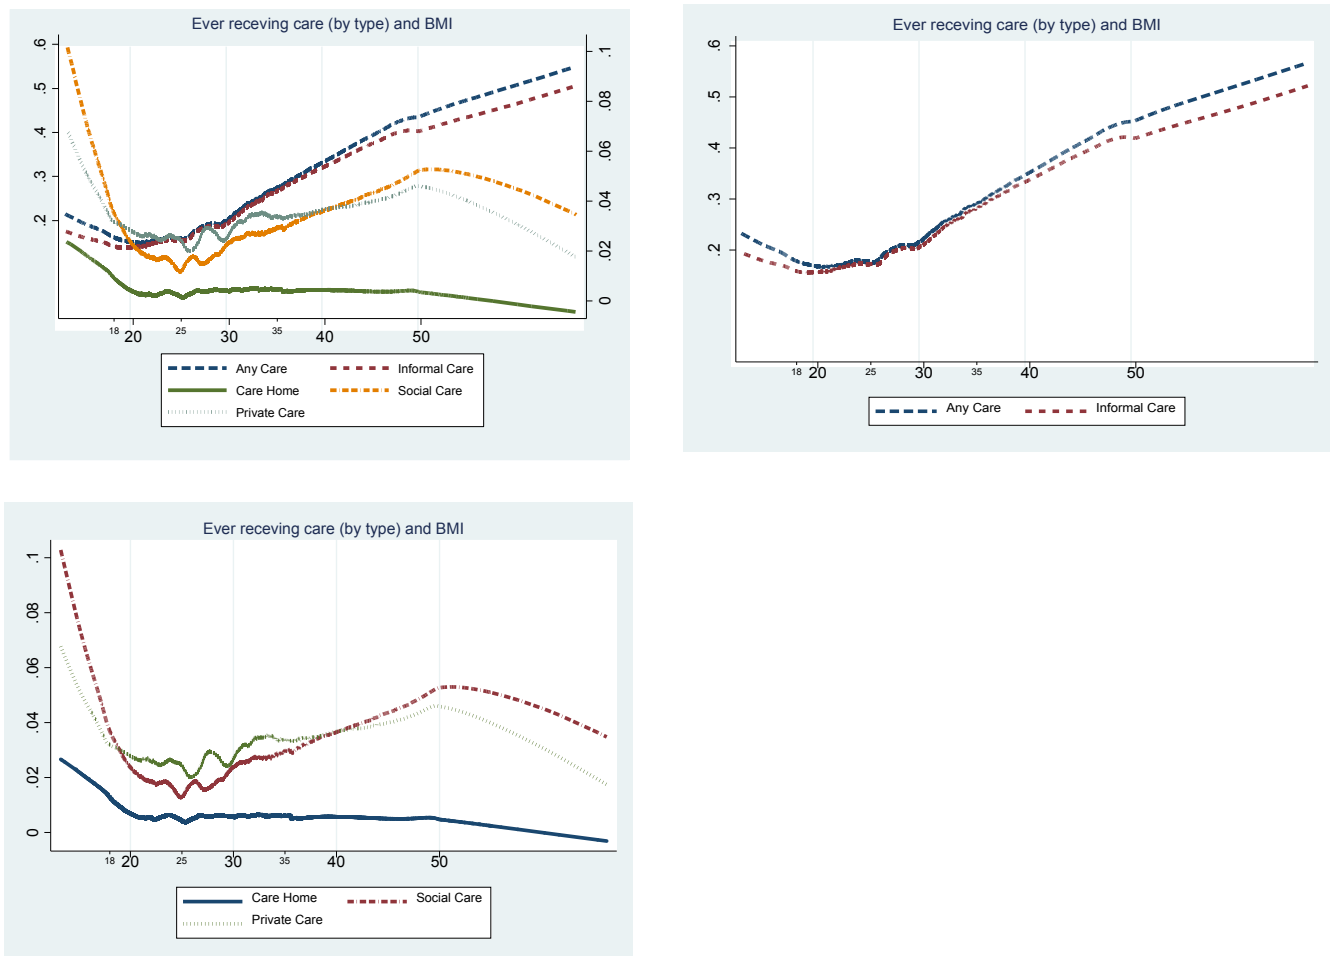 Ever receving care (by type) and BMI
.6
.5
.4
.3
.2
.1
.08
.06
.04
.02
0
18 20 25 30 35 40 50
Any Care Informal Care
Care Home Social Care
Private Care
Ever receving care (by type) and BMI
.6
.5
.4
.3
.2
18 20 25 30 35 40 50
Any Care Informal Care
Ever receving care (by type) and BMI
.1
.08
.06
.04
.02
0
18 20 25 30 35 40 50
Care Home Social Care
Private Care